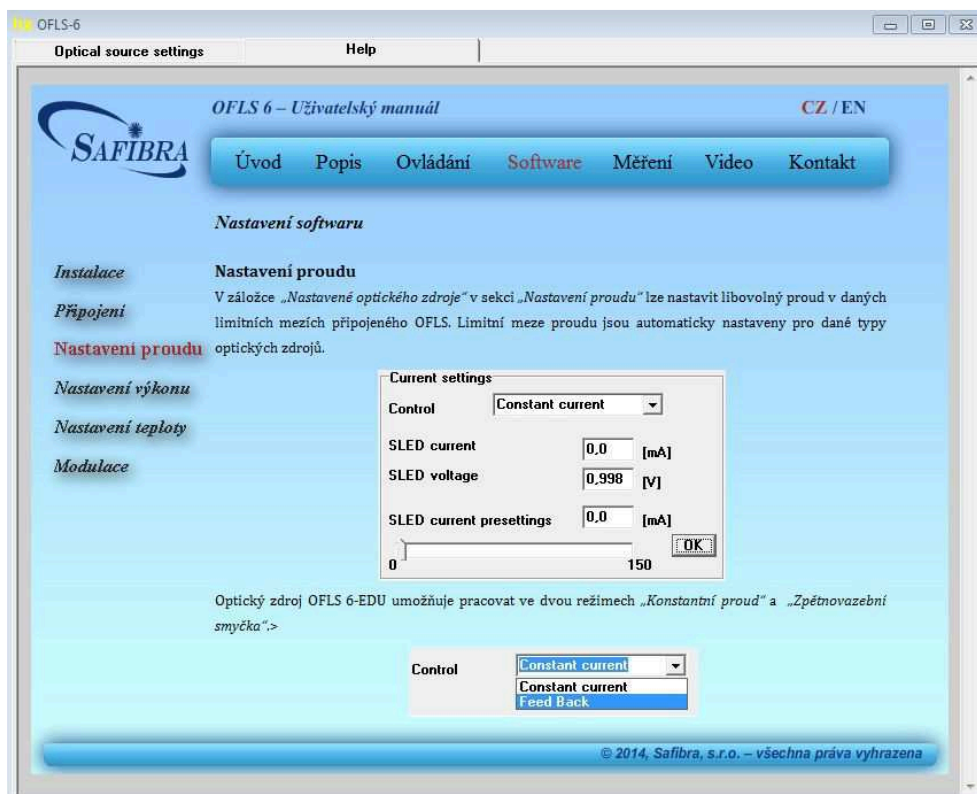 OFLS-6
Optical source settings Help
OFLS 6 – Uživatelský manuál CZ / EN
SAFIBRA
Úvod Popis Ovládání Software Měření Video Kontakt
Nastavení softwaru
Instalace
Připojení
Nastavení proudu
Nastavení výkonu
Nastavení teploty
Modulace
Nastavení proudu
V záložce „Nastavené optického zdroje“ v sekci „Nastavení proudu“ lze nastavit libovolný proud v daných
limitních mezích připojeného OFLS. Limitní meze proudu jsou automaticky nastaveny pro dané typy
optických zdrojů.
Current settings
Control Constant current
SLED current 0,0 [mA]
SLED voltage 0,998 [V]
SLED current presettings 0,0 [mA]
OK
0 150
Optický zdroj OFLS 6-EDU umožňuje pracovat ve dvou režimech „Konstantní proud“ a „Zpětnovazební
smyčka“.>
Control Constant current
Constant current
Feed Back
© 2014, Safibra, s.r.o. – všechna práva vyhrazena